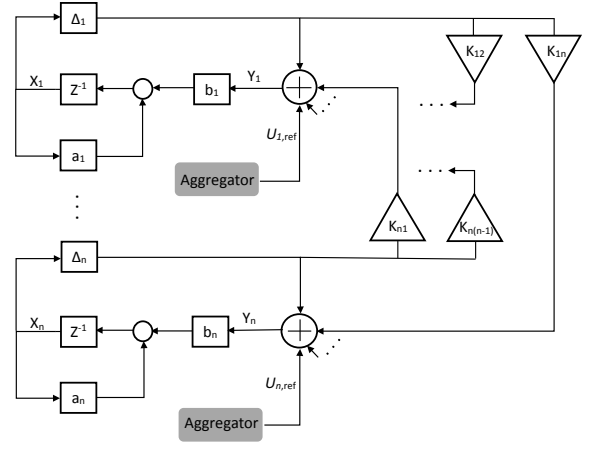 Δ1
K12
K1n
X1
Z-1
b1
Y1
+
. . .
. . .
a1
U1,ref
Aggregator
. . .
. . .
Kn1
Kn(n-1)
Δn
Xn
Z-1
bn
Yn
+
. . .
an
Un,ref
Aggregator